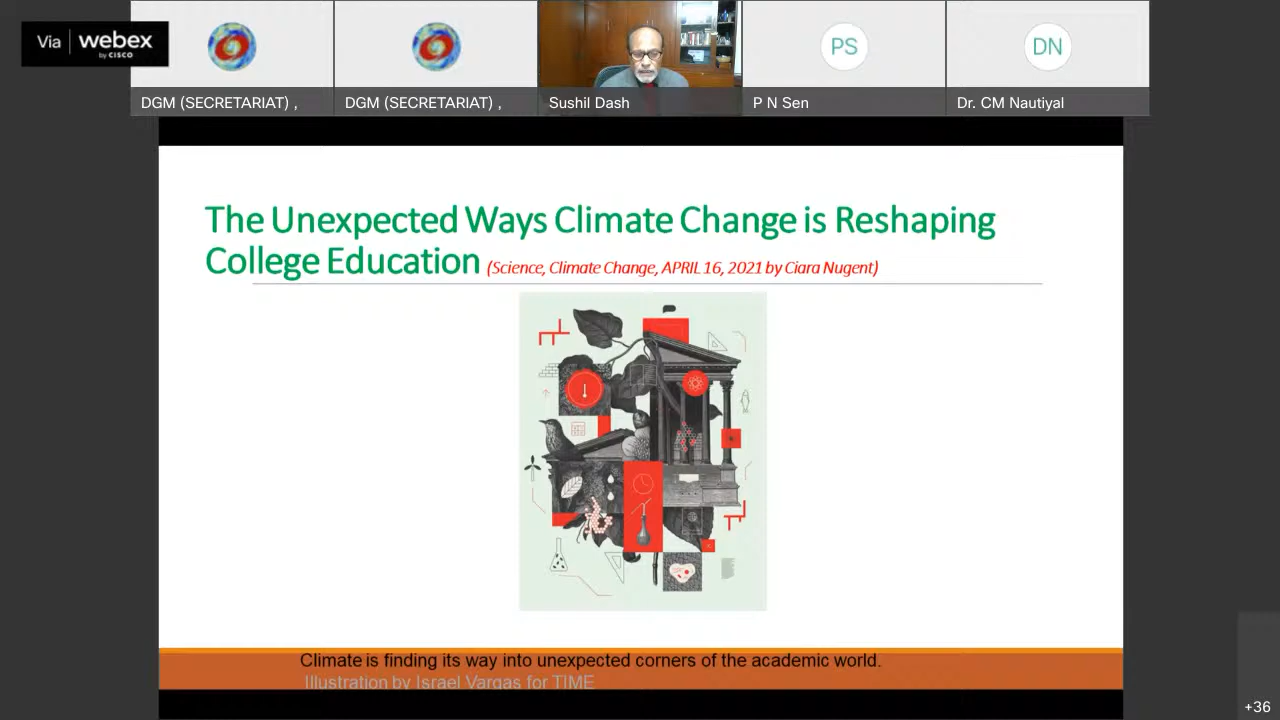 Via webex
by CISCO
PS
DN
DGM (SECRETARIAT) ,
DGM (SECRETARIAT) ,
Sushil Dash
P N Sen
Dr. CM Nautiyal
The Unexpected Ways Climate Change is Reshaping
College Education (Science, Climate Change, APRIL 16, 2021 by Ciara Nugent)
Climate is finding its way into unexpected corners of the academic world.
Illustration by Israel Vargas for TIME
+36